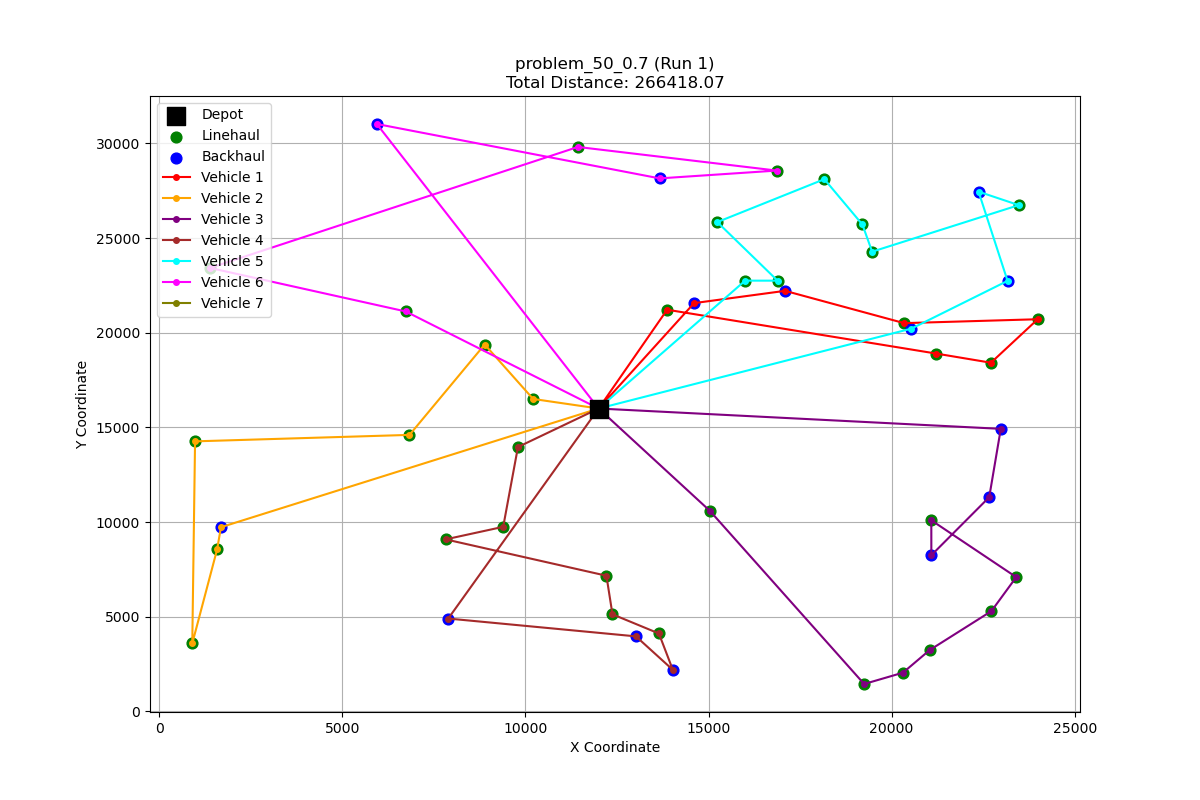 problem_50_0.7 (Run 1)
Total Distance: 266418.07
Depot
Linehaul
Backhaul
Vehicle 1
Vehicle 2
Vehicle 3
Vehicle 4
Vehicle 5
Vehicle 6
Vehicle 7
30000
25000
20000
15000
10000
5000
0
Y Coordinate
0 5000 10000 15000 20000 25000
X Coordinate